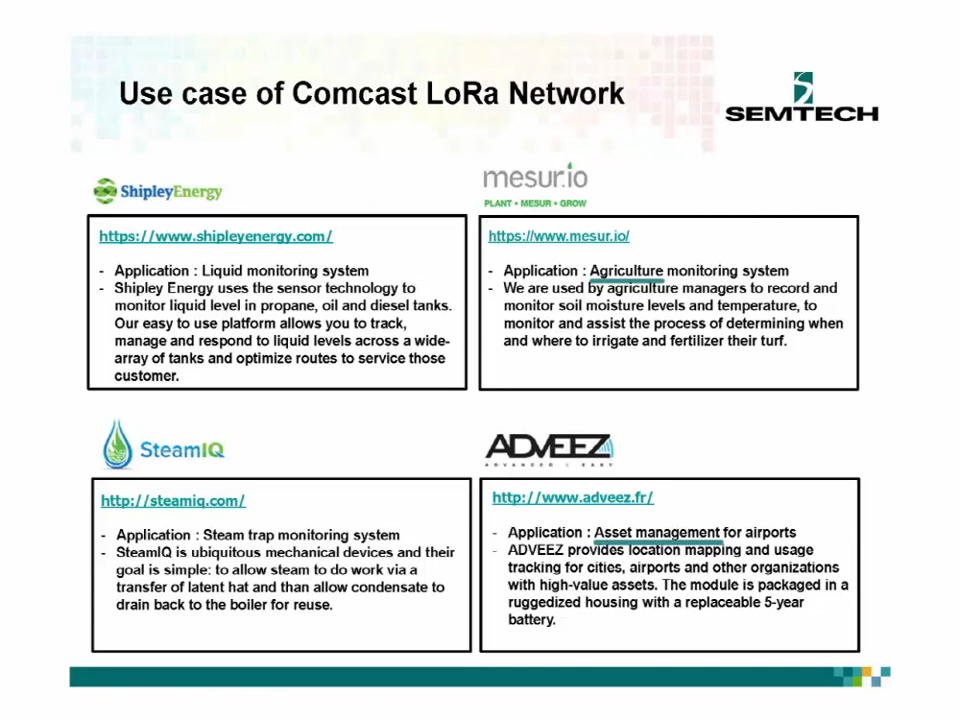 Use case of Comcast LoRa Network
SEMTECH
ShipleyEnergy
https://www.shipleyenergy.com/
- Application : Liquid monitoring system
- Shipley Energy uses the sensor technology to
monitor liquid level in propane, oil and diesel tanks.
Our easy to use platform allows you to track,
manage and respond to liquid levels across a wide-
array of tanks and optimize routes to service those
customer.
mesur.io
PLANT • MESUR • GROW
https://www.mesur.io/
- Application : Agriculture monitoring system
- We are used by agriculture managers to record and
monitor soil moisture levels and temperature, to
monitor and assist the process of determining when
and where to irrigate and fertilizer their turf.
SteamIQ
http://steamiq.com/
- Application : Steam trap monitoring system
- SteamIQ is ubiquitous mechanical devices and their
goal is simple: to allow steam to do work via a
transfer of latent hat and than allow condensate to
drain back to the boiler for reuse.
ADVEEZ
ADVANCED & EASY
http://www.adveez.fr/
- Application : Asset management for airports
- ADVEEZ provides location mapping and usage
tracking for cities, airports and other organizations
with high-value assets. The module is packaged in a
ruggedized housing with a replaceable 5-year
battery.